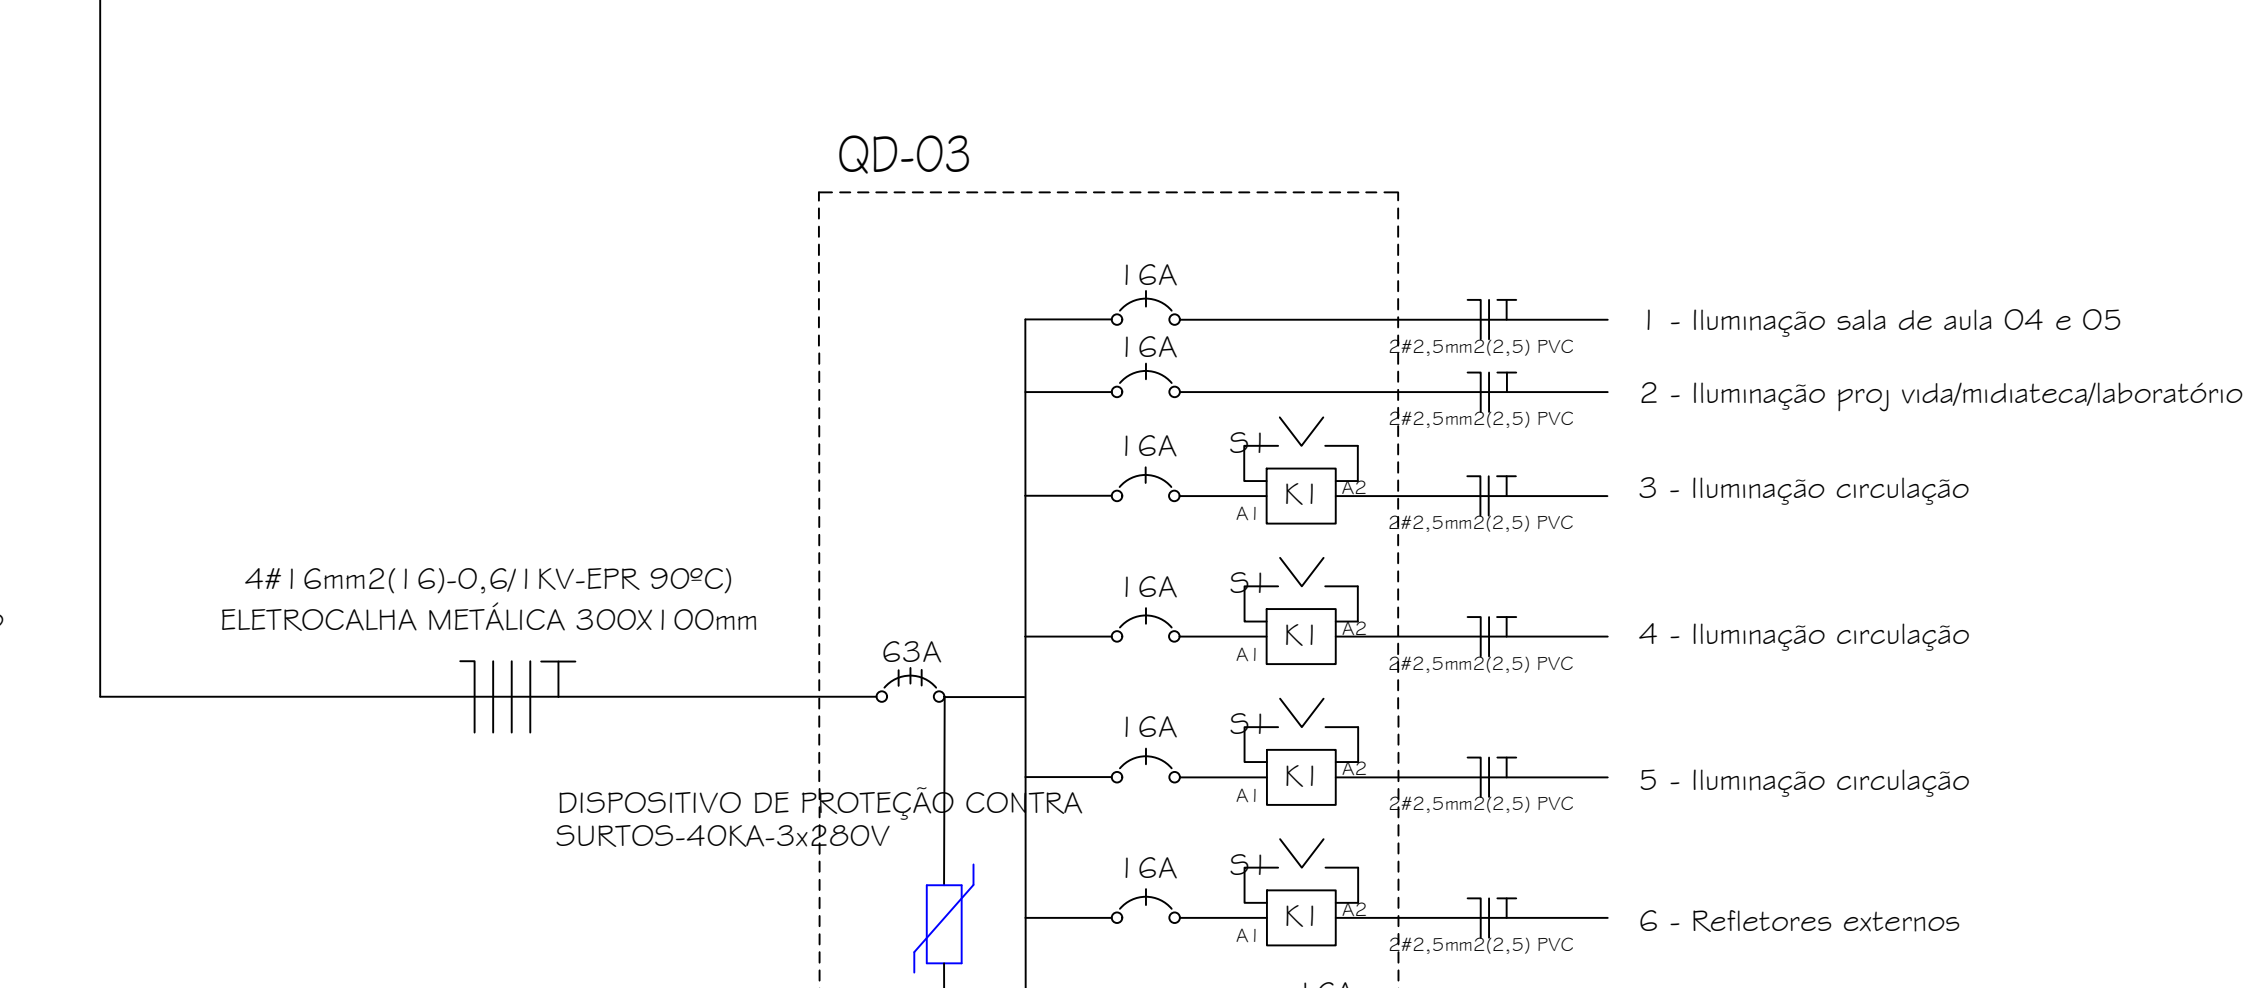 QD-03
16A
1 - Iluminação sala de aula 04 e 05
2#2,5mm2(2,5) PVC
16A
2 - Iluminação proj vida/midiateca/laboratório
2#2,5mm2(2,5) PVC
16A
S1
K1
A2
A1
3 - Iluminação circulação
2#2,5mm2(2,5) PVC
4#16mm2(16)-0,6/1KV-EPR 90ºC)
ELETROCALHA METÁLICA 300X100mm
63A
16A
S1
K1
A2
A1
4 - Iluminação circulação
2#2,5mm2(2,5) PVC
16A
S1
K1
A2
A1
5 - Iluminação circulação
2#2,5mm2(2,5) PVC
DISPOSITIVO DE PROTEÇÃO CONTRA
SURTOS-40KA-3x280V
16A
S1
K1
A2
A1
6 - Refletores externos
2#2,5mm2(2,5) PVC